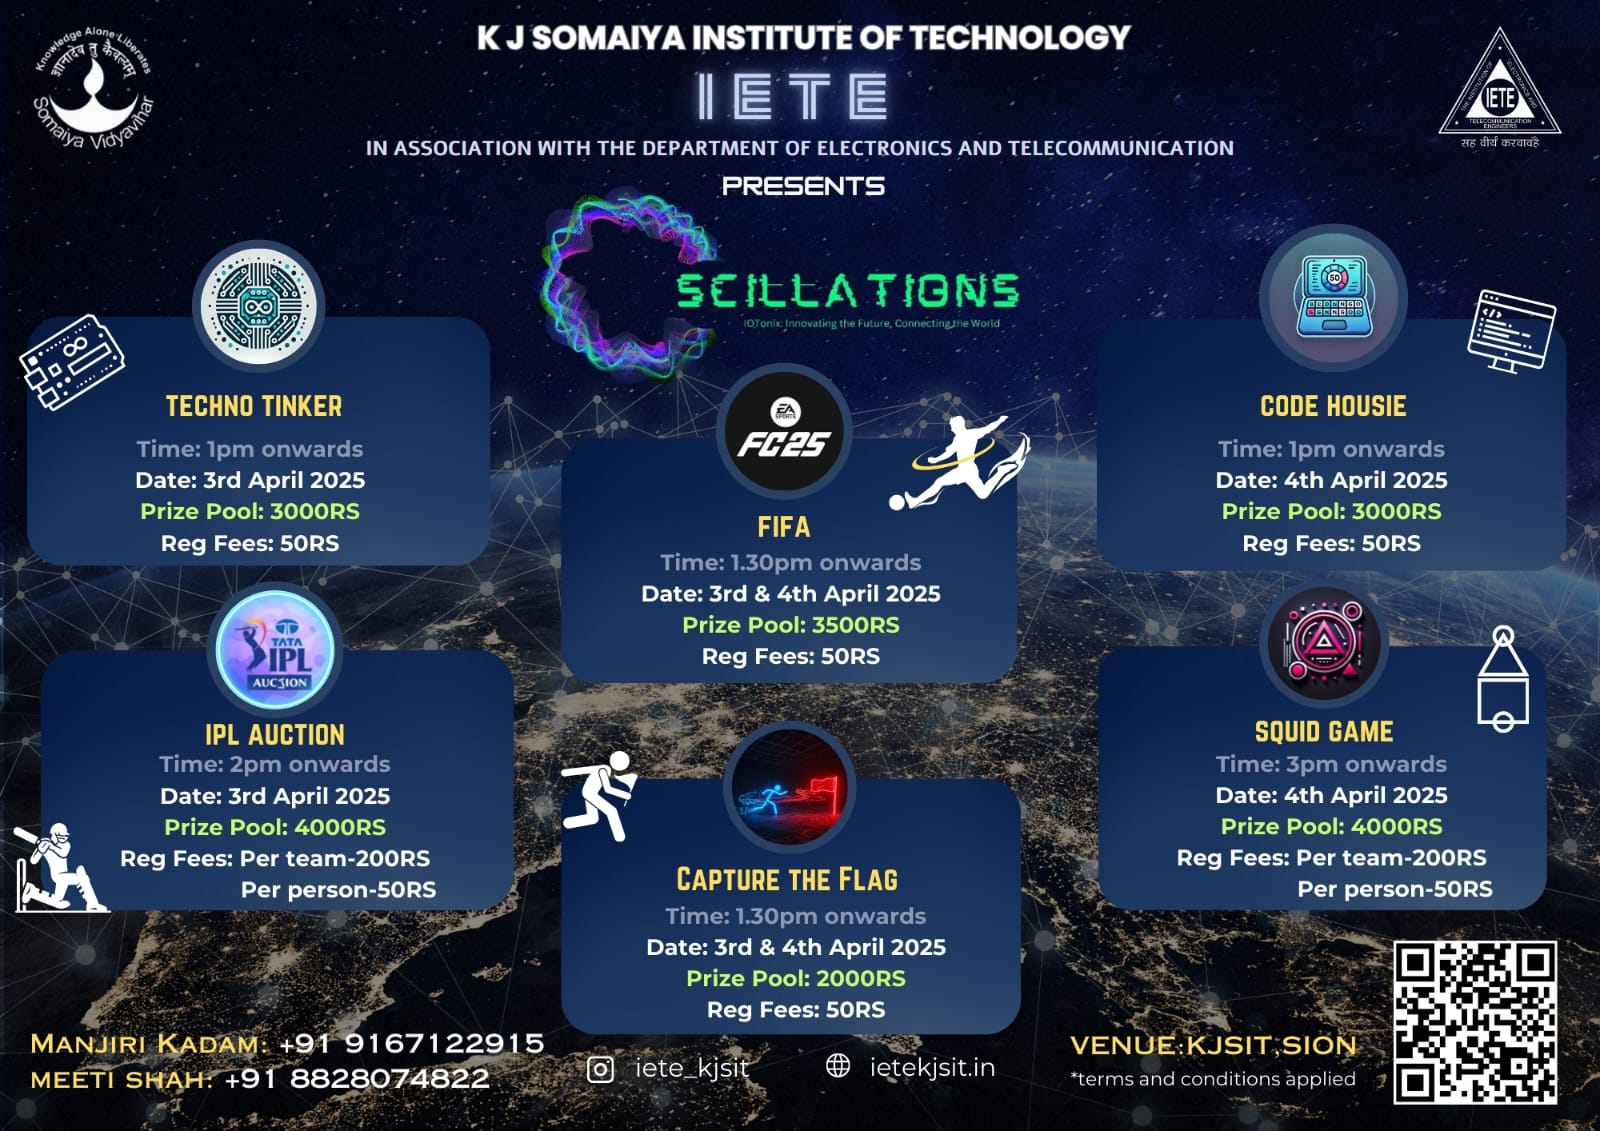 Knowledge Alone Liberates
ज्ञानादेव तु कैवल्यम्
Somaiya Vidyavihar
K J SOMAIYA INSTITUTE OF TECHNOLOGY
IETE
IN ASSOCIATION WITH THE DEPARTMENT OF ELECTRONICS AND TELECOMMUNICATION
PRESENTS
THE INSTITUTION OF
ELECTRONICS AND
IETE
TELECOMMUNICATION
ENGINEERS
SCILLATIONS
IOTonix: Innovating the Future, Connecting the World
TECHNO TINKER
Time: 1pm onwards
Date: 3rd April 2025
Prize Pool: 3000RS
Reg Fees: 50RS
EA
SPORTS
FC25
FIFA
Time: 1.30pm onwards
Date: 3rd & 4th April 2025
Prize Pool: 3500RS
Reg Fees: 50RS
50
CODE HOUSIE
Time: 1pm onwards
Date: 4th April 2025
Prize Pool: 3000RS
Reg Fees: 50RS
TATA
IPL
IPL AUCTION
Time: 2pm onwards
Date: 3rd April 2025
Prize Pool: 4000RS
Reg Fees: Per team-200RS
Per person-50RS
CAPTURE THE FLAG
Time: 1.30pm onwards
Date: 3rd & 4th April 2025
Prize Pool: 2000RS
Reg Fees: 50RS
SQUID GAME
Time: 3pm onwards
Date: 4th April 2025
Prize Pool: 4000RS
Reg Fees: Per team-200RS
Per person-50RS
MANJIRI KADAM: +91 9167122915
MEETI SHAH: +91 8828074822
iete_kjsit
ietekjsit.in
VENUE:KJSIT,SION
*terms and conditions applied